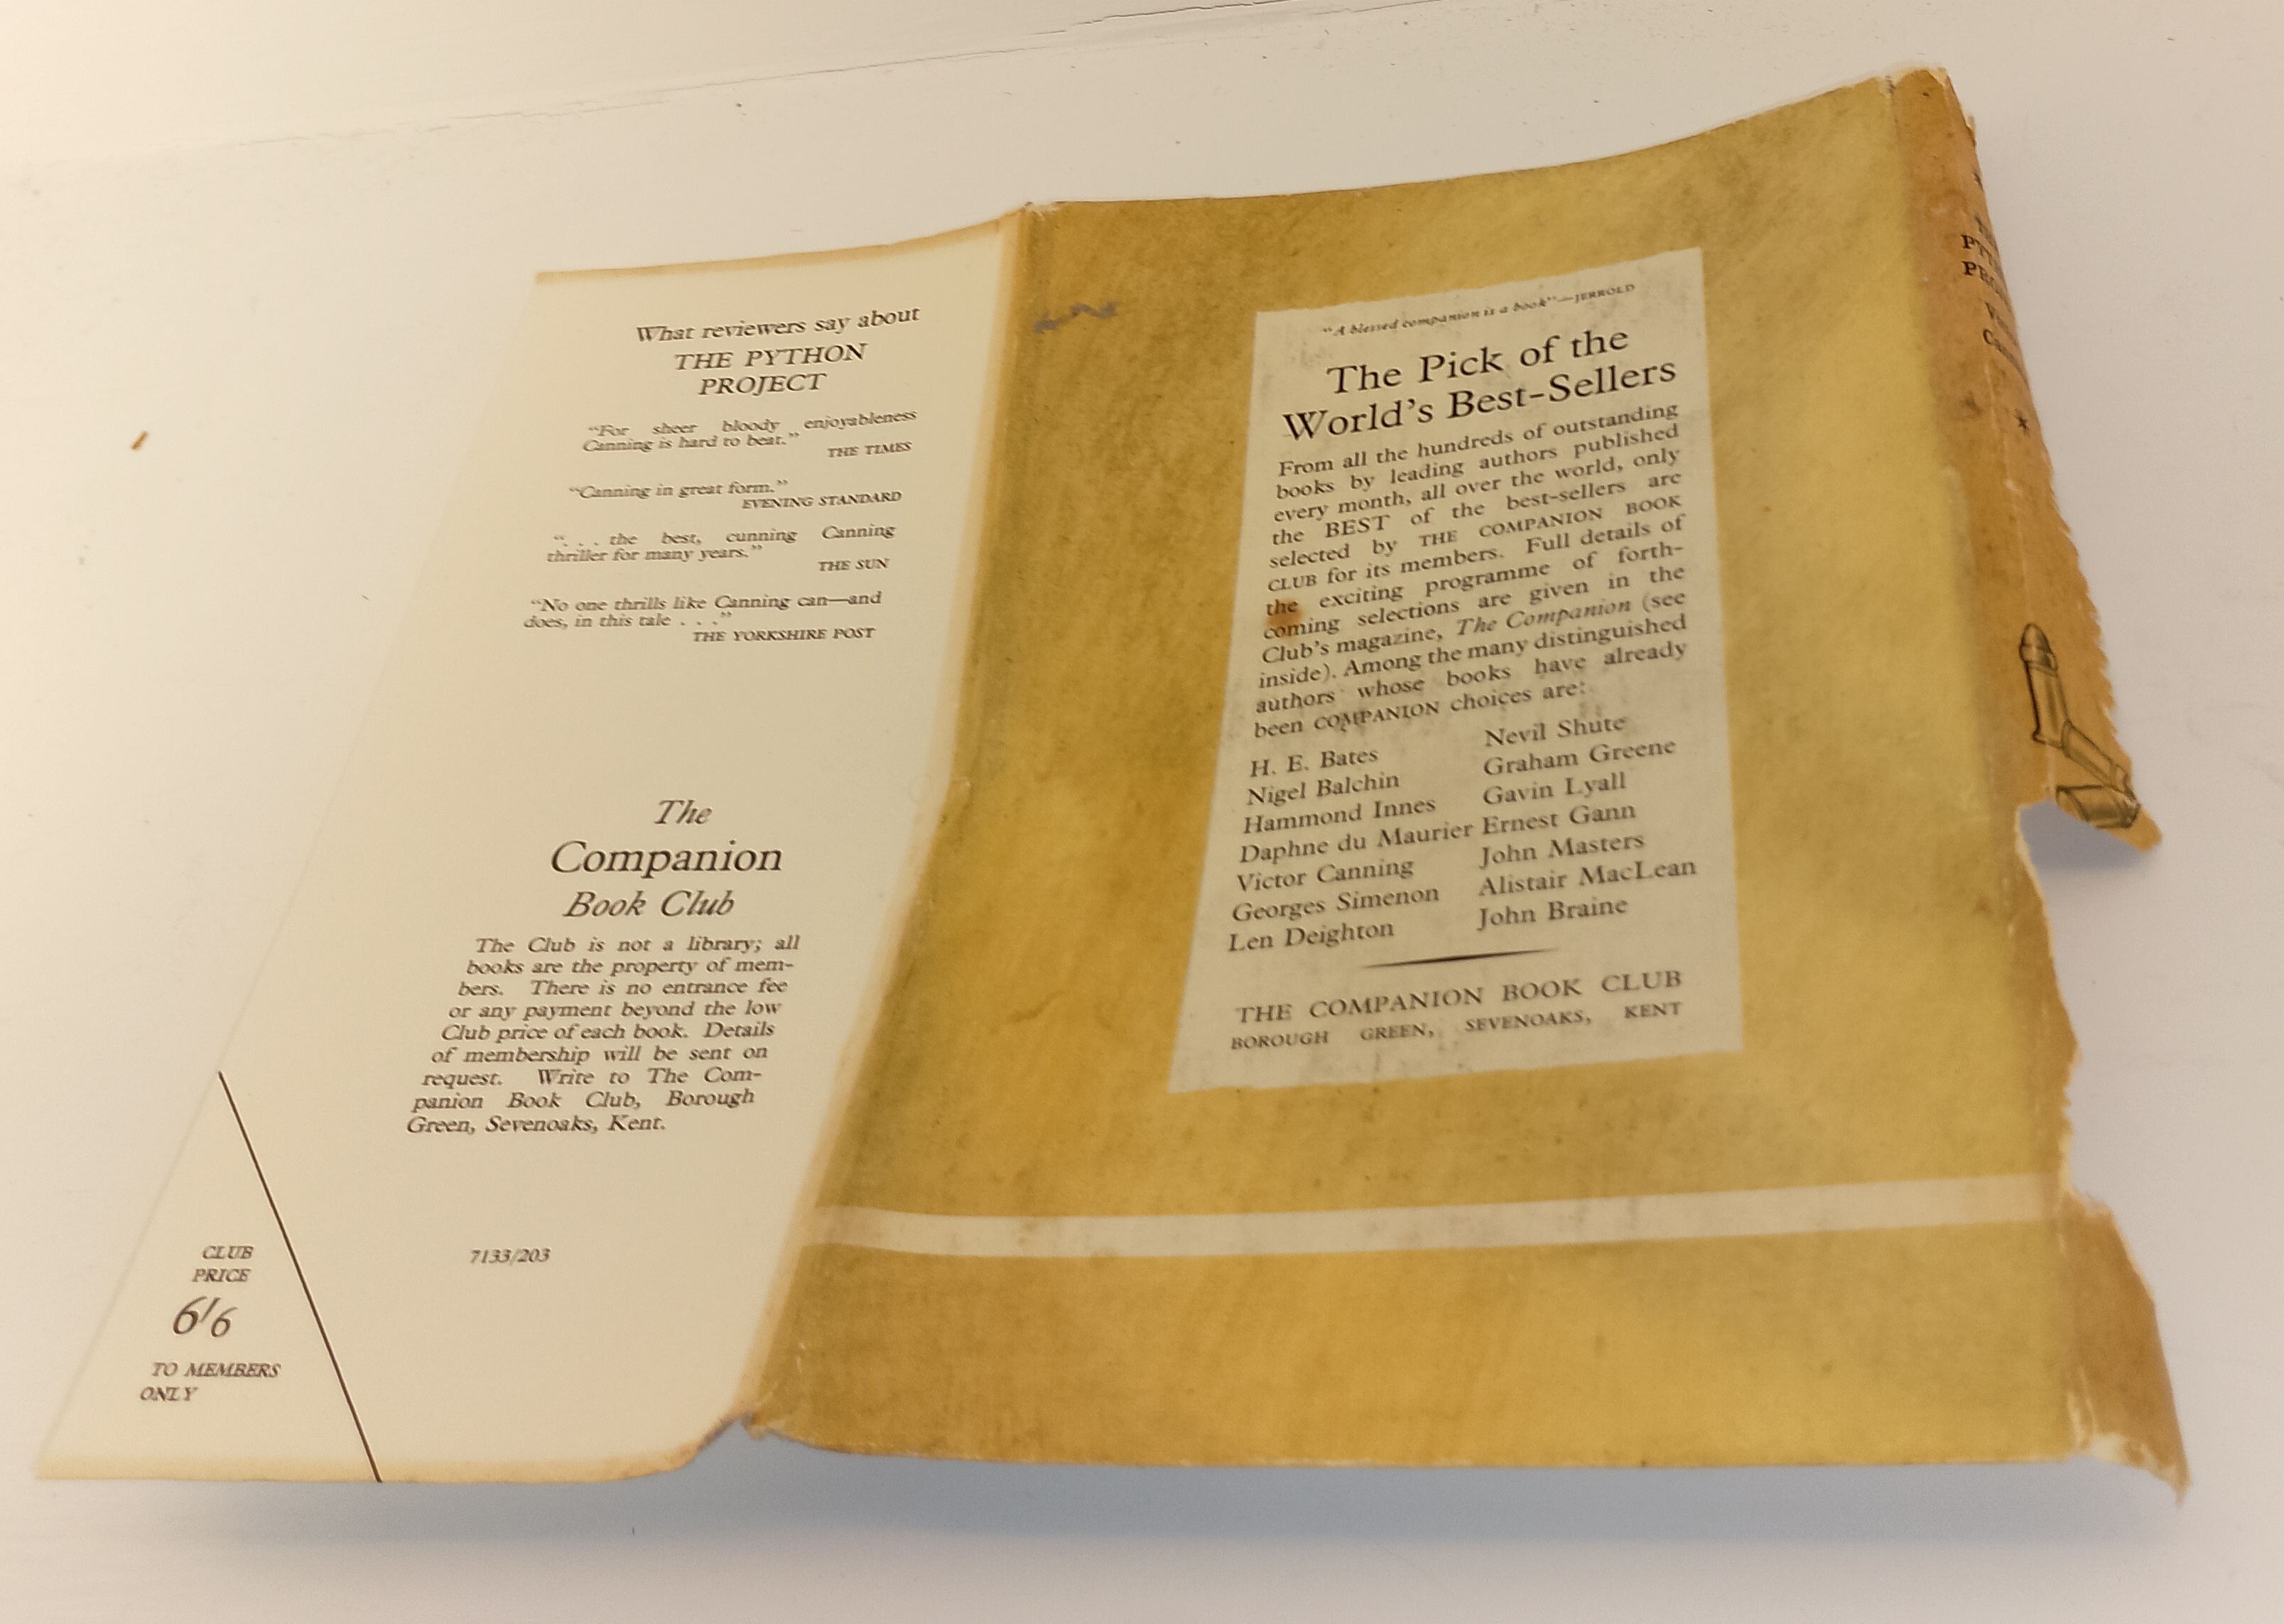 What reviewers say about
THE PYTHON
PROJECT
“For sheer bloody enjoyableness
Canning is hard to beat.”
THE TIMES
“Canning in great form.”
EVENING STANDARD
“. . . the best, cunning Canning
thriller for many years.”
THE SUN
“No one thrills like Canning can—and
does, in this tale . . .”
THE YORKSHIRE POST
The
Companion
Book Club
The Club is not a library; all
books are the property of mem-
bers. There is no entrance fee
or any payment beyond the low
Club price of each book. Details
of membership will be sent on
request. Write to The Com-
panion Book Club, Borough
Green, Sevenoaks, Kent.
7133/203
CLUB
PRICE
6/6
TO MEMBERS
ONLY
“A blessed companion is a book”—JERROLD
The Pick of the
World’s Best-Sellers
From all the hundreds of outstanding
books by leading authors published
every month, all over the world, only
the BEST of the best-sellers are
selected by THE COMPANION BOOK
CLUB for its members. Full details of
the exciting programme of forth-
coming selections are given in the
Club’s magazine, The Companion (see
inside). Among the many distinguished
authors whose books have already
been COMPANION choices are:
H. E. Bates
Nigel Balchin
Hammond Innes
Daphne du Maurier
Victor Canning
Georges Simenon
Len Deighton
Nevil Shute
Graham Greene
Gavin Lyall
Ernest Gann
John Masters
Alistair MacLean
John Braine
THE COMPANION BOOK CLUB
BOROUGH GREEN, SEVENOAKS, KENT